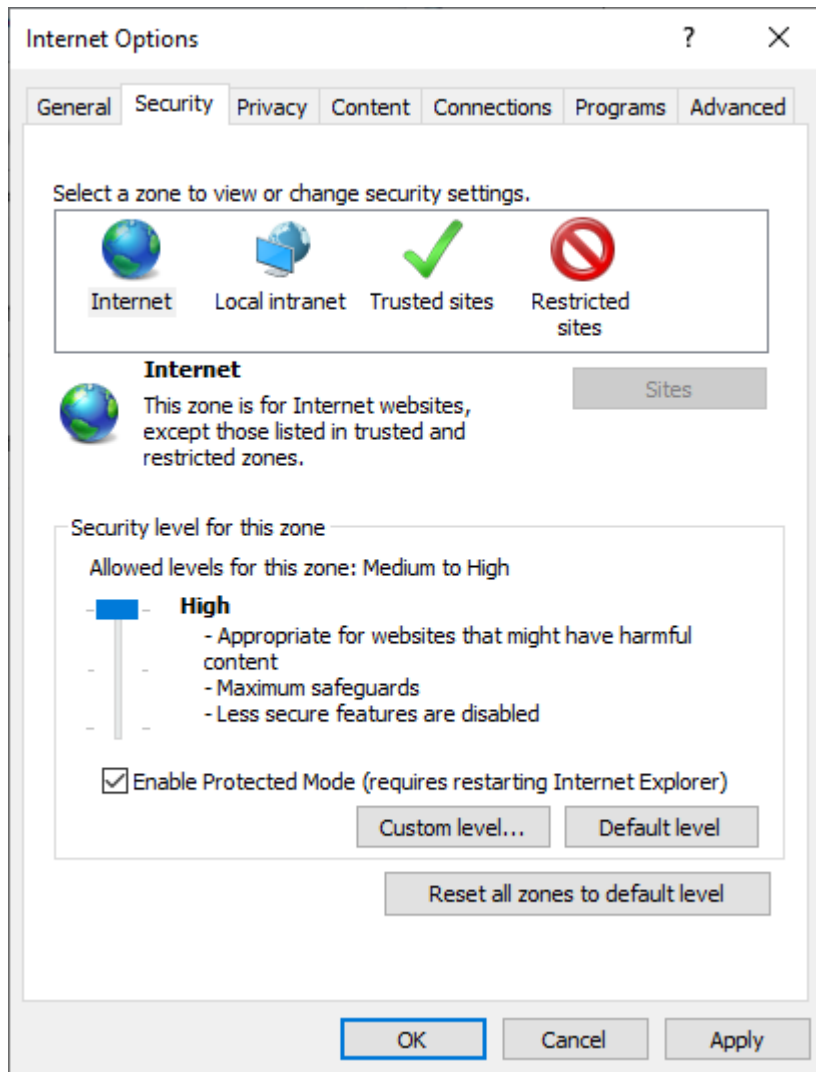 Internet Options
?
General Security Privacy Content Connections Programs Advanced
Select a zone to view or change security settings.
Internet
Local intranet
Trusted sites
Restricted
sites
Internet
This zone is for Internet websites,
except those listed in trusted and
restricted zones.
Sites
Security level for this zone
Allowed levels for this zone: Medium to High
High
- Appropriate for websites that might have harmful
content
- Maximum safeguards
- Less secure features are disabled
Enable Protected Mode (requires restarting Internet Explorer)
Custom level... Default level
Reset all zones to default level
OK Cancel Apply